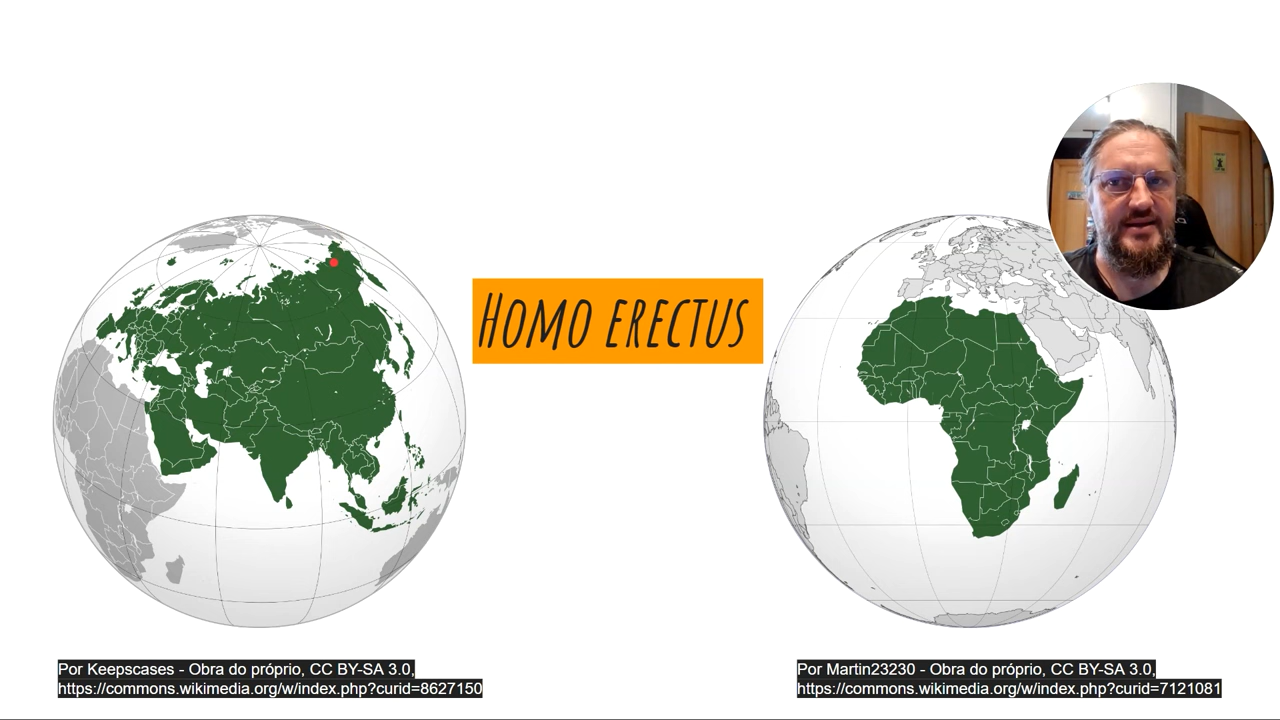 HOMO ERECTUS
Por Keepscases - Obra do próprio, CC BY-SA 3.0,
https://commons.wikimedia.org/w/index.php?curid=8627150
Por Martin23230 - Obra do próprio, CC BY-SA 3.0,
https://commons.wikimedia.org/w/index.php?curid=7121081